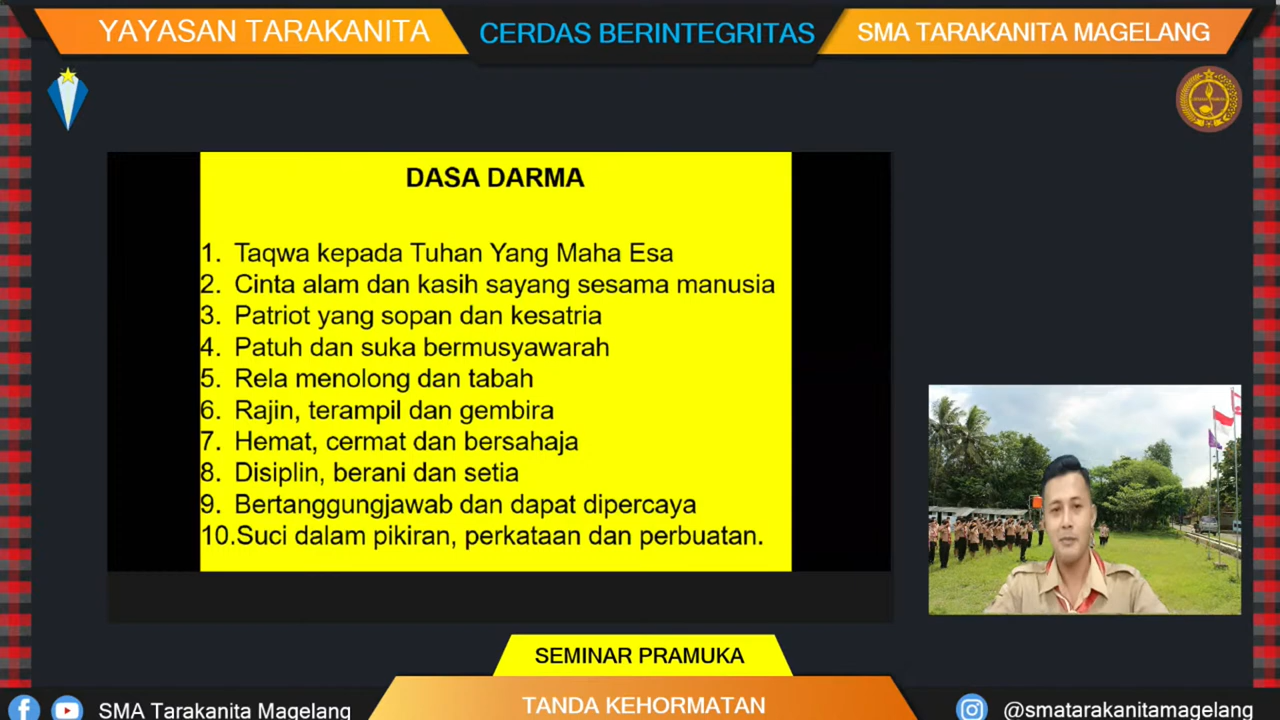 YAYASAN TARAKANITA
CERDAS BERINTEGRITAS
SMA TARAKANITA MAGELANG
DASA DARMA
1. Taqwa kepada Tuhan Yang Maha Esa
2. Cinta alam dan kasih sayang sesama manusia
3. Patriot yang sopan dan kesatria
4. Patuh dan suka bermusyawarah
5. Rela menolong dan tabah
6. Rajin, terampil dan gembira
7. Hemat, cermat dan bersahaja
8. Disiplin, berani dan setia
9. Bertanggungjawab dan dapat dipercaya
10.Suci dalam pikiran, perkataan dan perbuatan.
SEMINAR PRAMUKA
TANDA KEHORMATAN
SMA Tarakanita Magelang
@smatarakanitamagelang